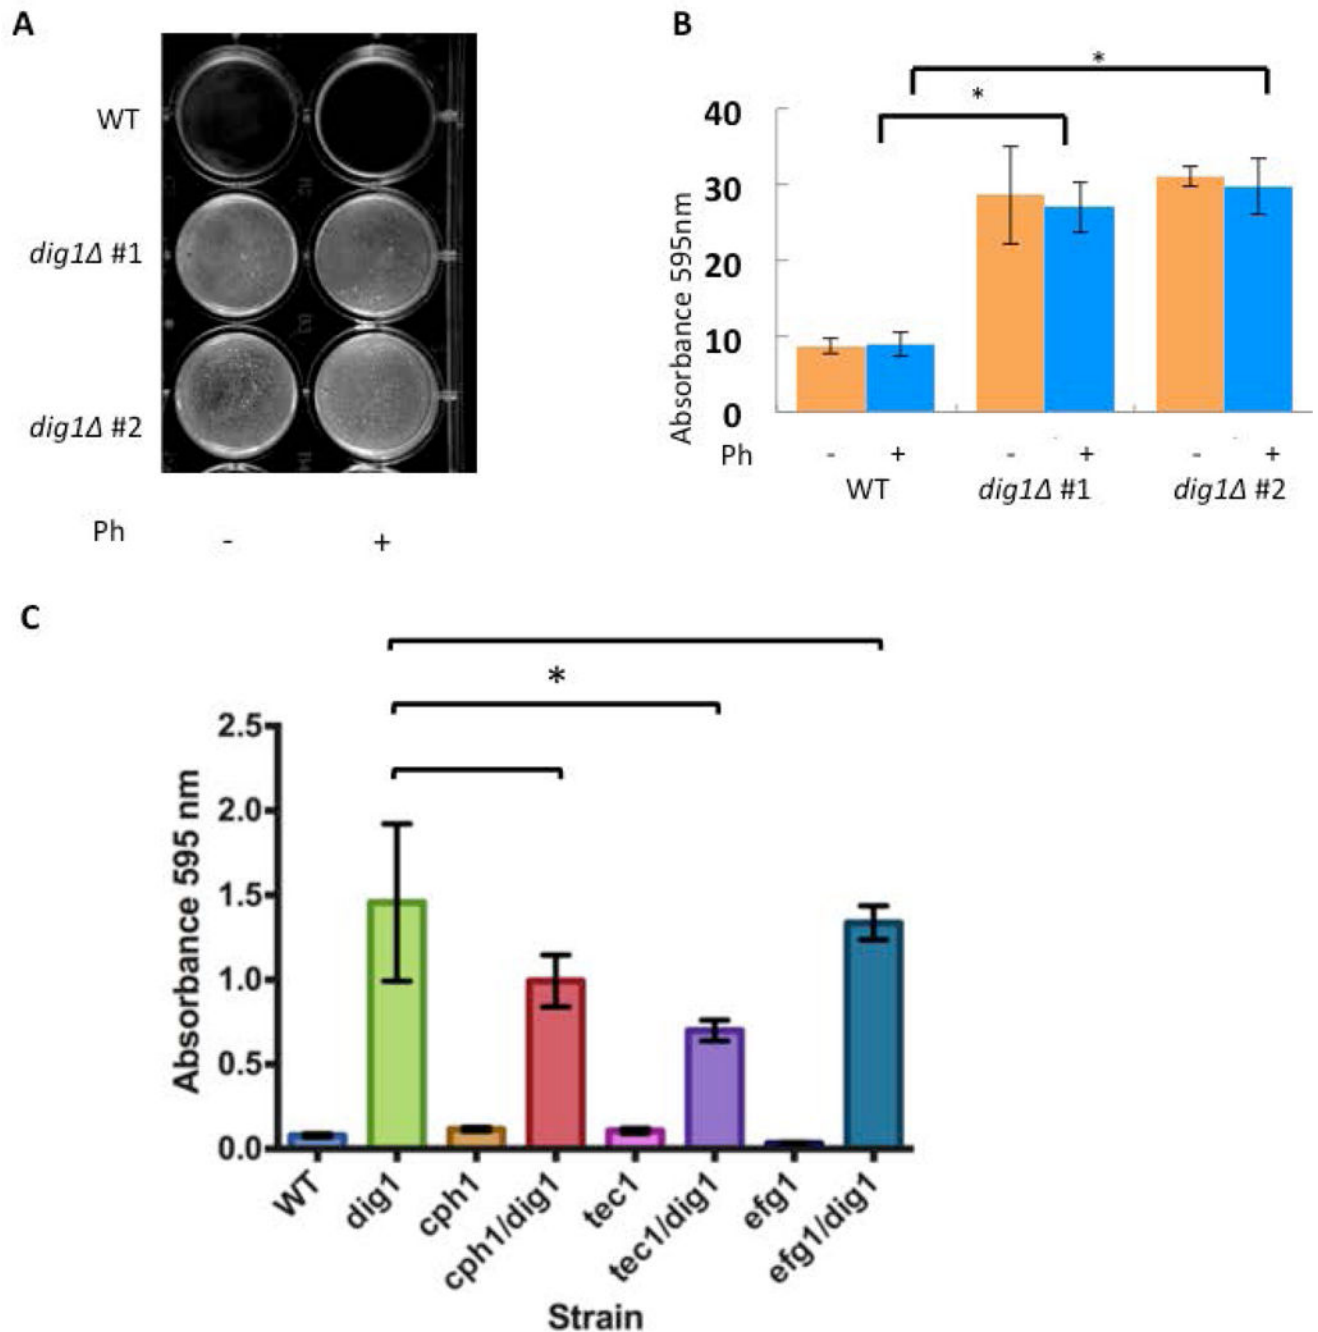 A
WT
dig1Δ #1
dig1Δ #2
Ph - +
B
* 
*
Absorbance 595nm
40
30
20
10
0
Ph - + - + - +
WT dig1Δ #1 dig1Δ #2
C
*
Absorbance 595 nm
2.5
2.0
1.5
1.0
0.5
0.0
WT
dig1
cph1
cph1/dig1
tec1
tec1/dig1
efg1
efg1/dig1
Strain